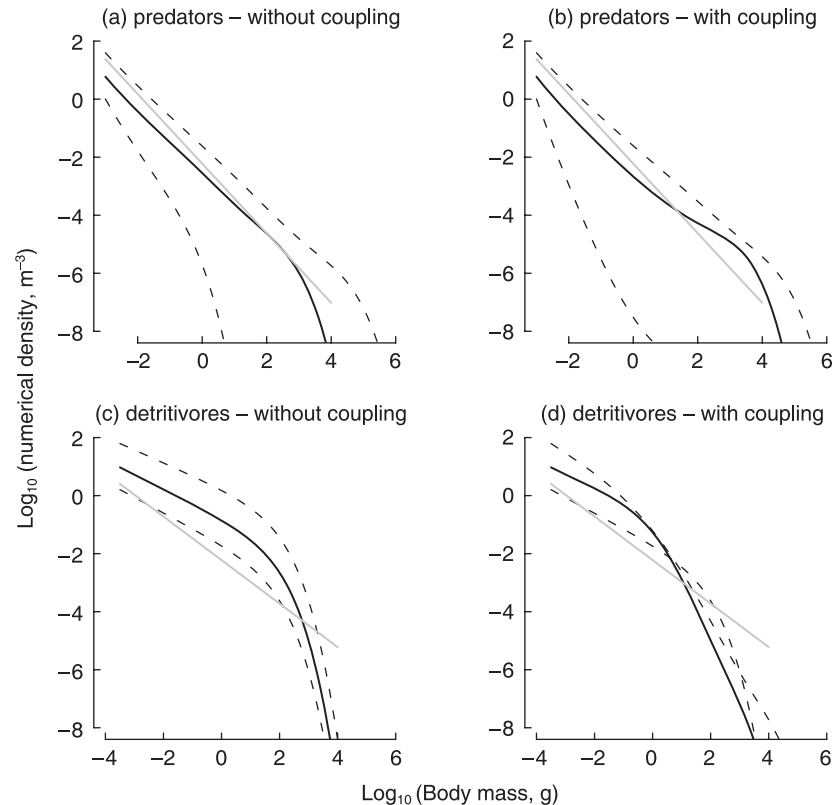 (a) predators – without coupling
(b) predators – with coupling
0
−2
−4
−6
−8
−2 0 2 4 6
0
−2
−4
−6
−8
−2 0 2 4 6
(c) detritivores – without coupling
(d) detritivores – with coupling
2
0
−2
−4
−6
−8
−4 −2 0 2 4 6
2
0
−2
−4
−6
−8
−4 −2 0 2 4 6
Log₁₀ (numerical density, m⁻³)
Log₁₀ (Body mass, g)